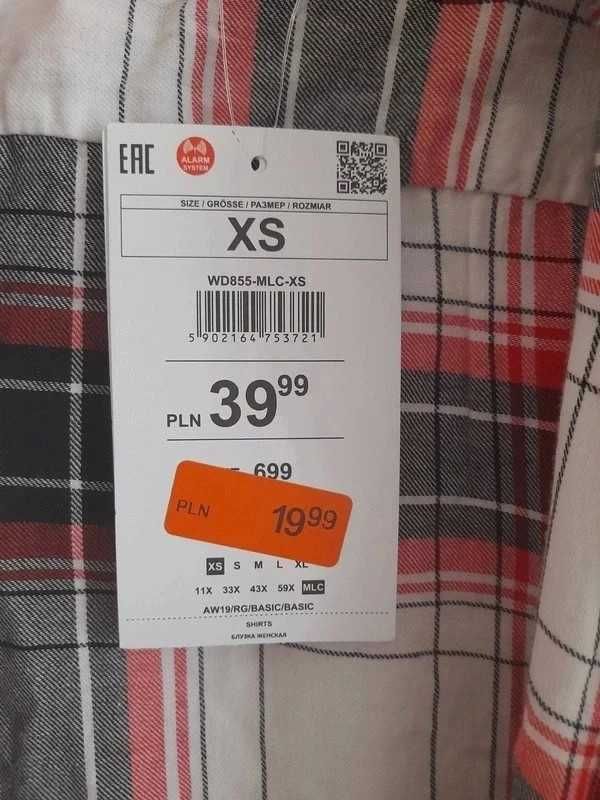 EAC
ALARM
SYSTEM
SIZE / GRÖSSE / РАЗМЕР / ROZMIAR
XS
WD855-MLC-XS
5 902164 753721
PLN 39 99
699
PLN 19 99
XS S M L XL
11X 33X 43X 59X MLC
AW19/RG/BASIC/BASIC
SHIRTS
БЛУЗКА ЖЕНСКАЯ